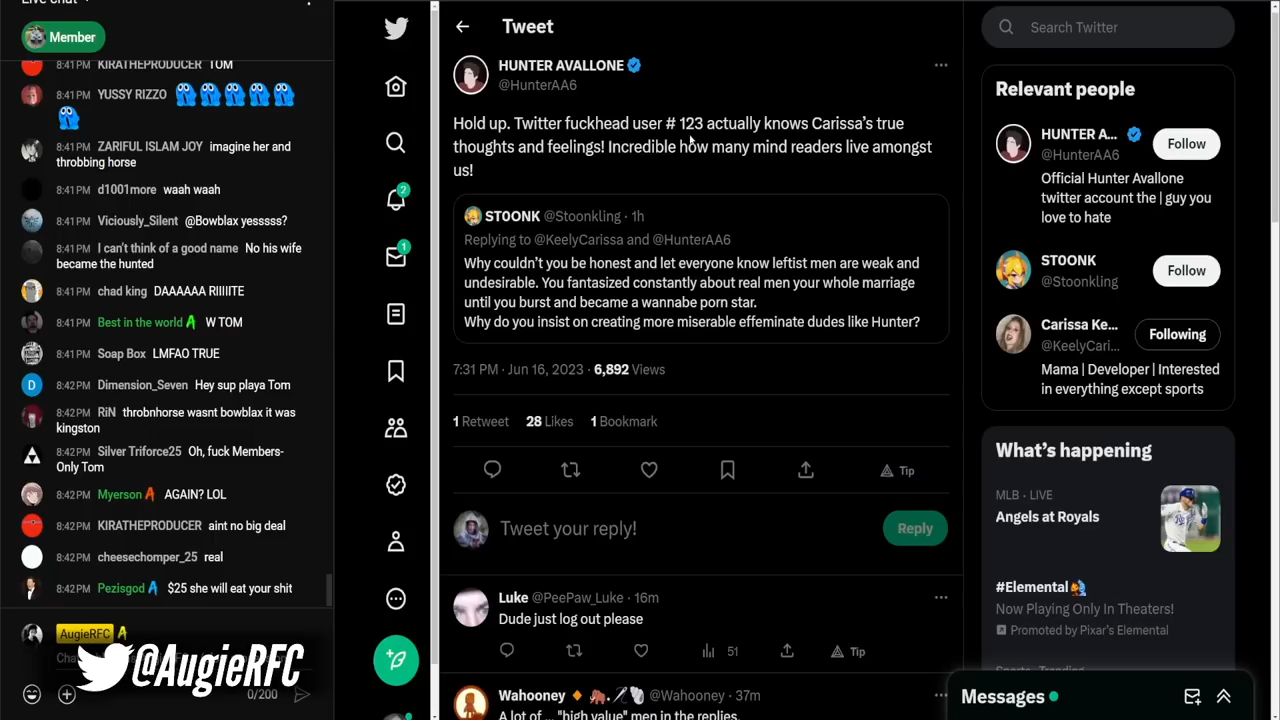 Live chat
Member
8:41 PM KIRATHEPRODUCER TOM
8:41 PM YUSSY RIZZO
8:41 PM ZARIFUL ISLAM JOY imagine her and
throbbing horse
8:41 PM d1001more waah waah
8:41 PM Viciously_Silent @Bowblax yesssss?
8:41 PM I can't think of a good name No his wife
became the hunted
8:41 PM chad king DAAAAAA RIIIITE
8:41 PM Best in the world W TOM
8:41 PM Soap Box LMFAO TRUE
8:42 PM Dimension_Seven Hey sup playa Tom
8:42 PM RiN throbnhorse wasnt bowblax it was
kingston
8:42 PM Silver Triforce25 Oh, fuck Members-
Only Tom
8:42 PM Myerson AGAIN? LOL
8:42 PM KIRATHEPRODUCER aint no big deal
8:42 PM cheesechomper_25 real
8:42 PM Pezisgod $25 she will eat your shit
AugieRFC
@AugieRFC
0/200
2
1
Tweet
HUNTER AVALLONE
@HunterAA6
Hold up. Twitter fuckhead user # 123 actually knows Carissa's true
thoughts and feelings! Incredible how many mind readers live amongst
us!
ST0ONK @Stoonkling · 1h
Replying to @KeelyCarissa and @HunterAA6
Why couldn't you be honest and let everyone know leftist men are weak and
undesirable. You fantasized constantly about real men your whole marriage
until you burst and became a wannabe porn star.
Why do you insist on creating more miserable effeminate dudes like Hunter?
7:31 PM · Jun 16, 2023 · 6,892 Views
1 Retweet 28 Likes 1 Bookmark
Tip
Tweet your reply!
Reply
Luke @PeePaw_Luke · 16m
Dude just log out please
51
Tip
Wahooney @Wahooney · 37m
A lot of ... "high value" men in the replies.
Search Twitter
Relevant people
HUNTER A...
@HunterAA6
Follow
Official Hunter Avallone
twitter account the | guy you
love to hate
ST0ONK
@Stoonkling
Follow
Carissa Ke...
@KeelyCari...
Following
Mama | Developer | Interested
in everything except sports
What's happening
MLB · LIVE
Angels at Royals
#Elemental
Now Playing Only In Theaters!
Promoted by Pixar's Elemental
Sports · Trending
Messages